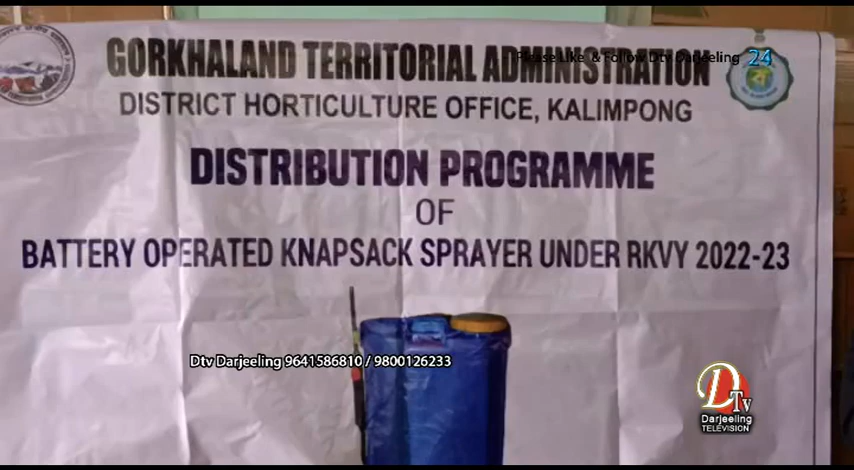 GORKHALAND TERRITORIAL ADMINISTRATION
Please Like & Follow Dtv Darjeeling 24
DISTRICT HORTICULTURE OFFICE, KALIMPONG
DISTRIBUTION PROGRAMME
OF
BATTERY OPERATED KNAPSACK SPRAYER UNDER RKVY 2022-23
Dtv Darjeeling 9641586810 / 9800126233
DTv
Darjeeling
TELEVISION